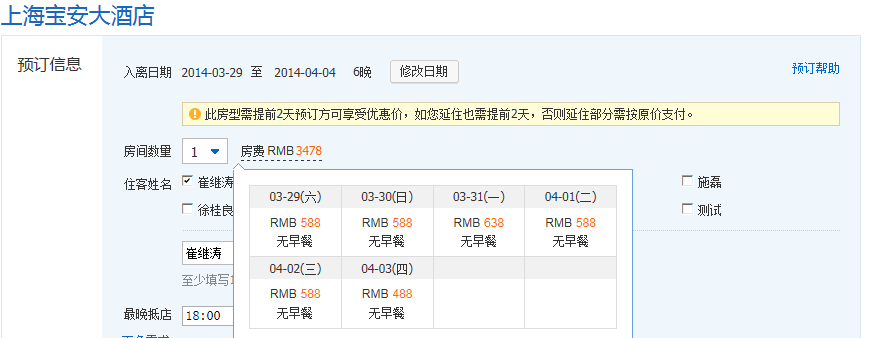 上海宝安大酒店
预订信息
入离日期 2014-03-29 至 2014-04-04 6晚 修改日期 预订帮助
此房型需提前2天预订方可享受优惠价，如您延住也需提前2天，否则延住部分需按原价支付。
房间数量 1 房费 RMB 3478
住客姓名 崔继涛 施磊
徐桂良 测试
03-29(六) 03-30(日) 03-31(一) 04-01(二)
RMB 588 RMB 588 RMB 638 RMB 588
无早餐 无早餐 无早餐 无早餐
04-02(三) 04-03(四)
RMB 588 RMB 488
无早餐 无早餐
崔继涛
至少填写
最晚抵店 18:00